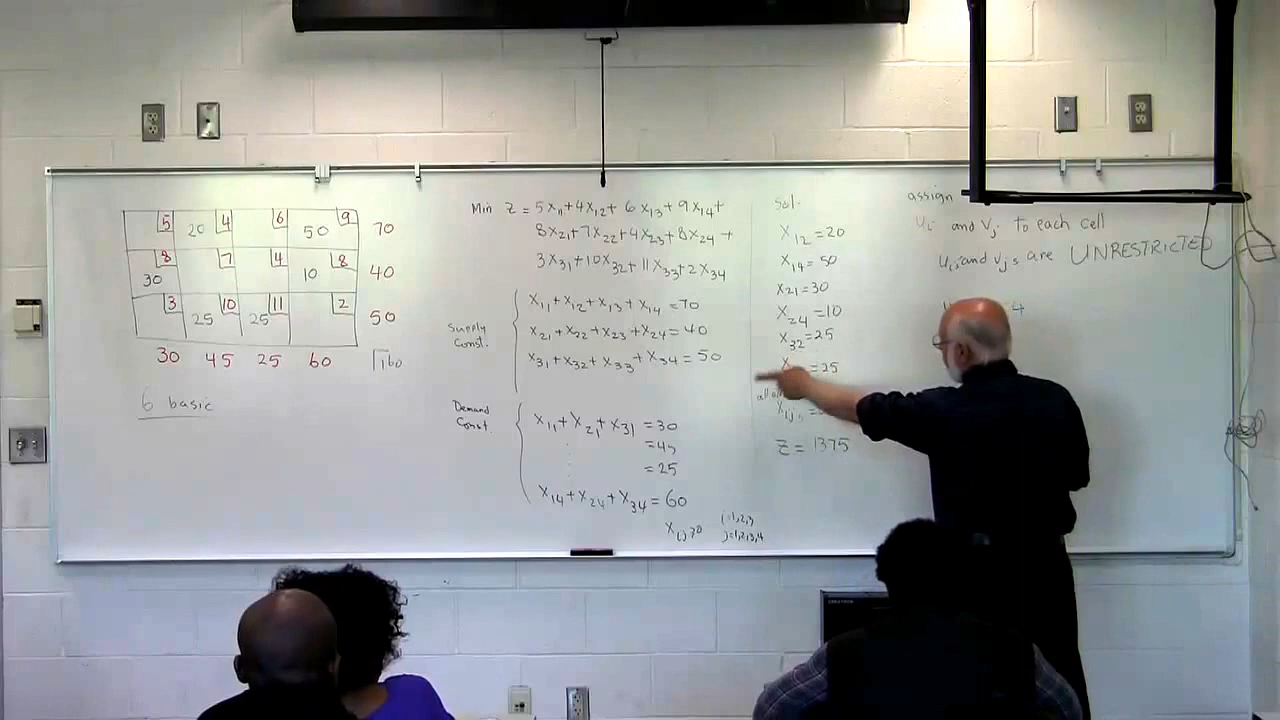 5 4 6 9
20 50 70
8 7 4 8
30 10 40
3 10 11 2
25 25 50
30 45 25 60 160
6 basic
Min Z = 5x₁₁+4x₁₂+ 6x₁₃+9x₁₄+
8x₂₁+7x₂₂+4x₂₃+8x₂₄ +
3x₃₁+10x₃₂+11x₃₃+2x₃₄
Supply
Const.
x₁₁+x₁₂+x₁₃+x₁₄=70
x₂₁+x₂₂+x₂₃+x₂₄=40
x₃₁+x₃₂+x₃₃+x₃₄=50
Demand
Const.
x₁₁+x₂₁+x₃₁ =30
=45
=25
x₁₄+x₂₄+x₃₄=60
i=1,2,3
j=1,2,3,4
Sol.
x₁₂=20
x₁₄=50
x₂₁=30
x₂₄=10
x₃₂=25
=25
Z = 1375
assign
uᵢ and vⱼ to each cell
uᵢ,s and vⱼ,s are UNRESTRICTED
4